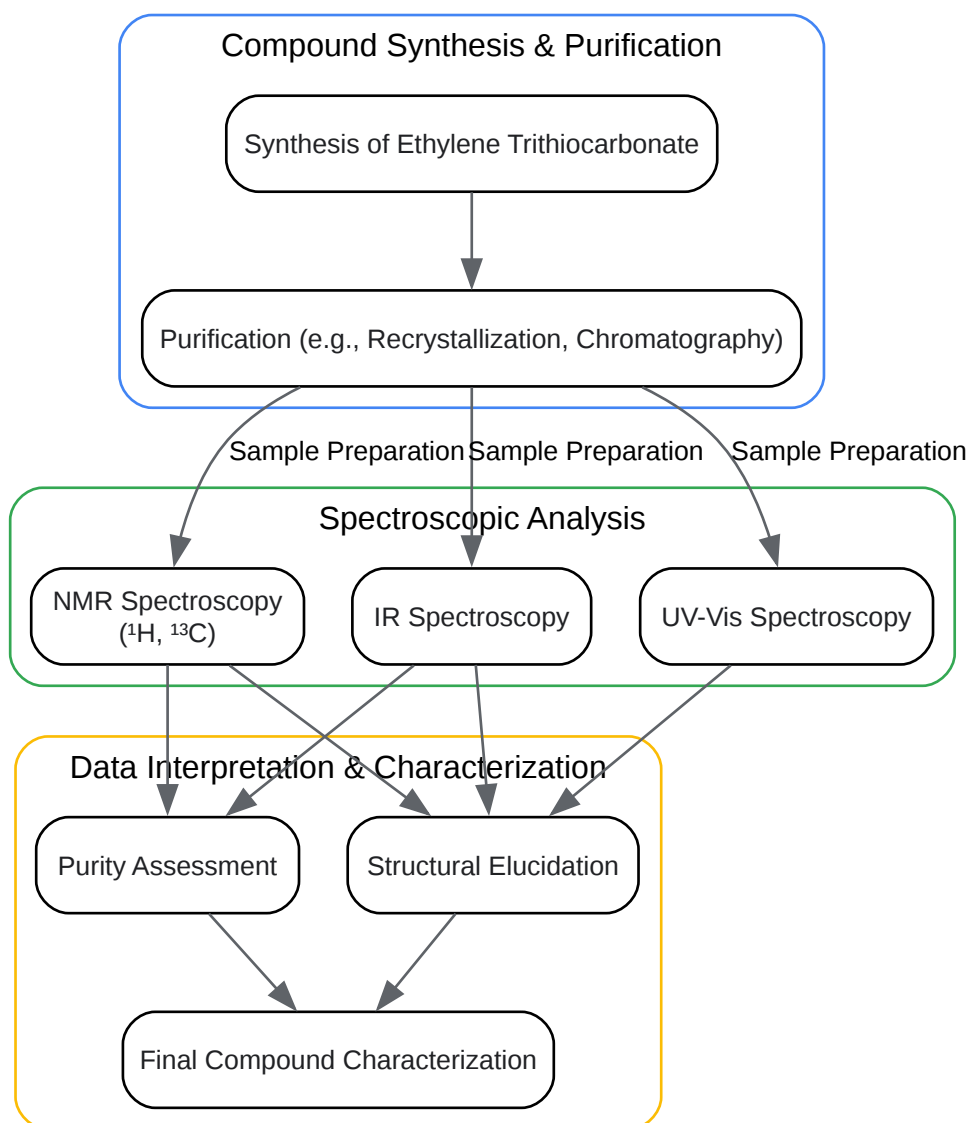 Compound Synthesis & Purification
Synthesis of Ethylene Trithiocarbonate
Purification (e.g., Recrystallization, Chromatography)
Sample Preparation
Sample Preparation
Sample Preparation
Spectroscopic Analysis
NMR Spectroscopy
(¹H, ¹³C)
IR Spectroscopy
UV-Vis Spectroscopy
Data Interpretation & Characterization
Purity Assessment
Structural Elucidation
Final Compound Characterization